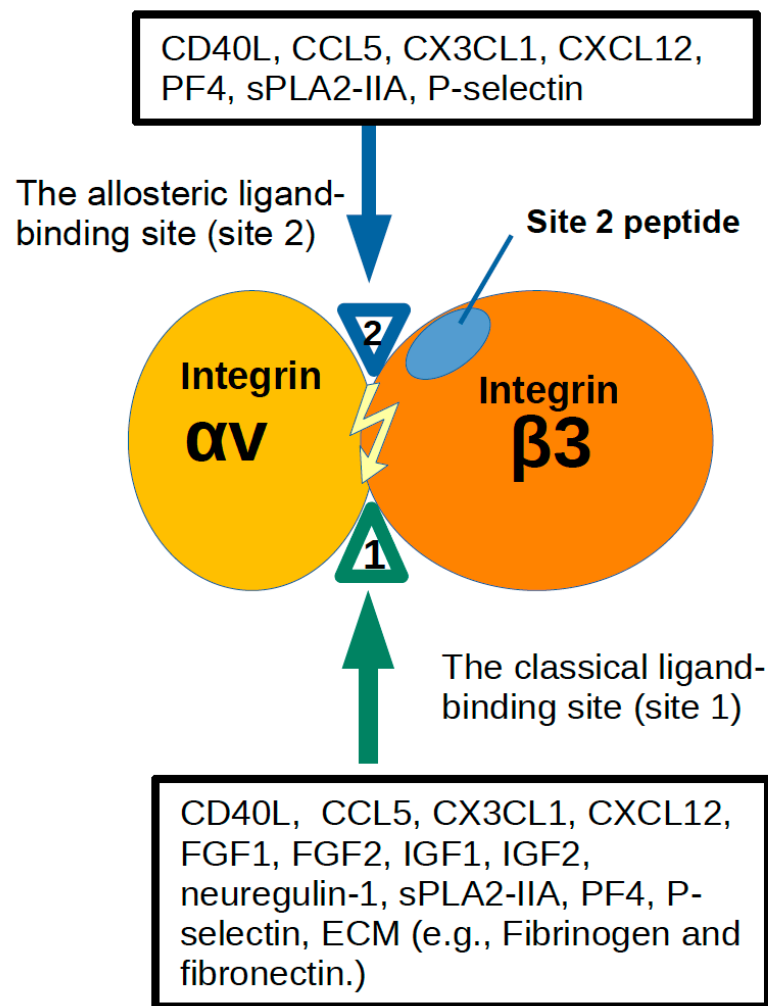 CD40L, CCL5, CX3CL1, CXCL12,
PF4, sPLA2-IIA, P-selectin
The allosteric ligand-
binding site (site 2)
Site 2 peptide
2
Integrin
αv
Integrin
β3
1
The classical ligand-
binding site (site 1)
CD40L,  CCL5, CX3CL1, CXCL12,
FGF1, FGF2, IGF1, IGF2,
neuregulin-1, sPLA2-IIA, PF4, P-
selectin, ECM (e.g., Fibrinogen and
fibronectin.)